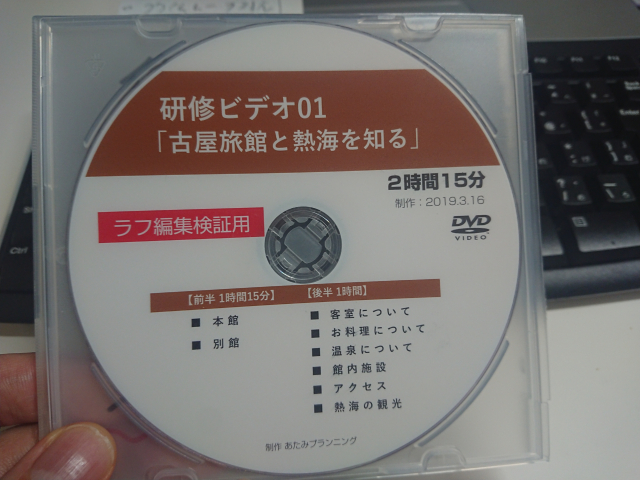 研修ビデオ01
「古屋旅館と熱海を知る」
2時間15分
制作：2019.3.16
ラフ編集検証用
DVD
VIDEO
【前半 1時間15分】
■ 本館
■ 別館
【後半 1時間】
■ 客室について
■ お料理について
■ 温泉について
■ 館内施設
■ アクセス
■ 熱海の観光
制作 あたみプランニング
Ctrl